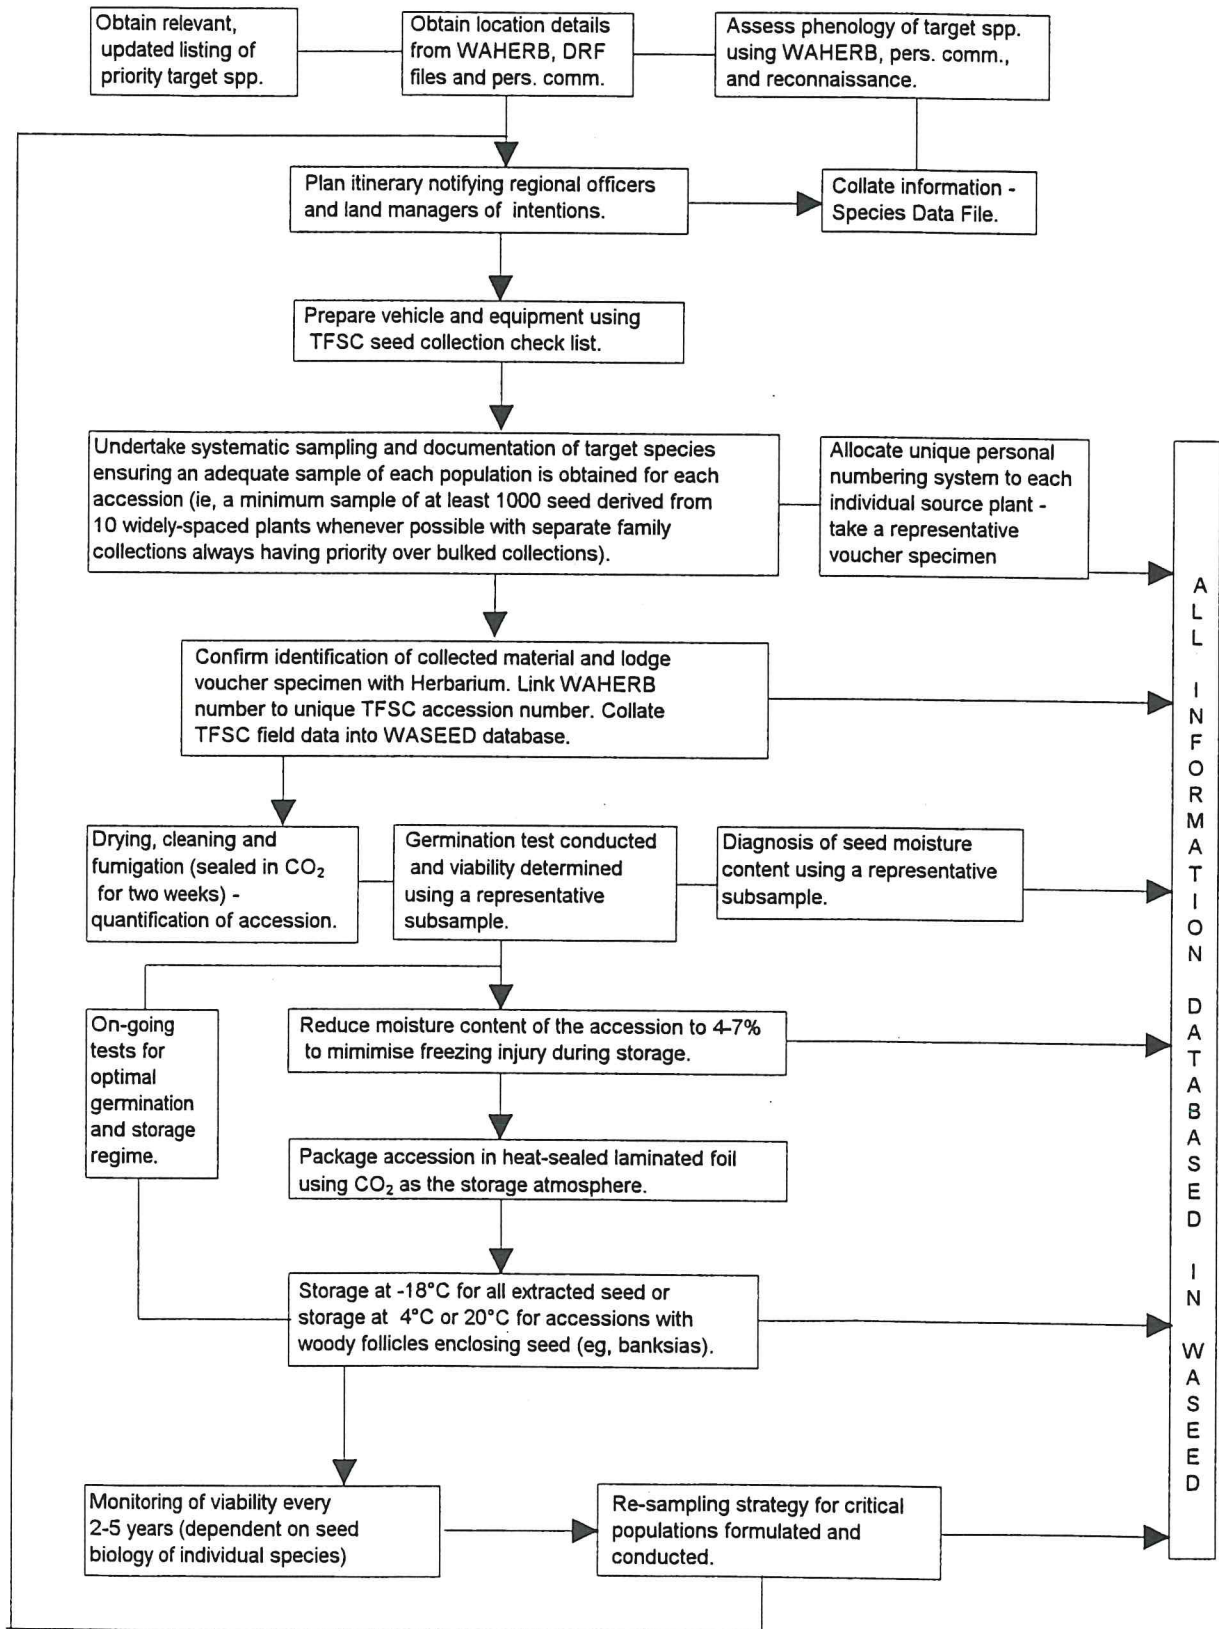 Obtain relevant,
updated listing of
priority target spp.
Obtain location details
from WAHERB, DRF
files and pers. comm.
Assess phenology of target spp.
using WAHERB, pers. comm.,
and reconnaissance.
Plan itinerary notifying regional officers
and land managers of intentions.
Collate information -
Species Data File.
Prepare vehicle and equipment using
TFSC seed collection check list.
Undertake systematic sampling and documentation of target species
ensuring an adequate sample of each population is obtained for each
accession (ie, a minimum sample of at least 1000 seed derived from
10 widely-spaced plants whenever possible with separate family
collections always having priority over bulked collections).
Allocate unique personal
numbering system to each
individual source plant -
take a representative
voucher specimen
Confirm identification of collected material and lodge
voucher specimen with Herbarium. Link WAHERB
number to unique TFSC accession number. Collate
TFSC field data into WASEED database.
Drying, cleaning and
fumigation (sealed in CO₂
for two weeks) -
quantification of accession.
Germination test conducted
and viability determined
using a representative
subsample.
Diagnosis of seed moisture
content using a representative
subsample.
On-going
tests for
optimal
germination
and storage
regime.
Reduce moisture content of the accession to 4-7%
to mimimise freezing injury during storage.
Package accession in heat-sealed laminated foil
using CO₂ as the storage atmosphere.
Storage at -18°C for all extracted seed or
storage at 4°C or 20°C for accessions with
woody follicles enclosing seed (eg, banksias).
Monitoring of viability every
2-5 years (dependent on seed
biology of individual species)
Re-sampling strategy for critical
populations formulated and
conducted.
ALL INFORMATION DATABASED IN WASEED